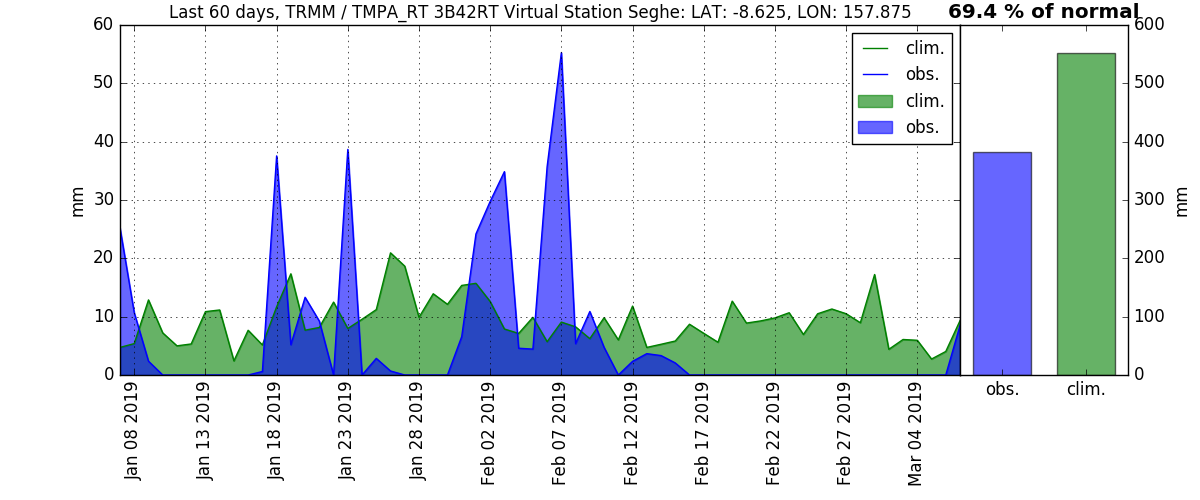 Last 60 days, TRMM / TMPA_RT 3B42RT Virtual Station Seghe: LAT: -8.625, LON: 157.875
69.4 % of normal
60
50
40
30
20
10
0
mm
clim.
obs.
clim.
obs.
Jan 08 2019
Jan 13 2019
Jan 18 2019
Jan 23 2019
Jan 28 2019
Feb 02 2019
Feb 07 2019
Feb 12 2019
Feb 17 2019
Feb 22 2019
Feb 27 2019
Mar 04 2019
600
500
400
300
200
100
0
mm
obs.
clim.